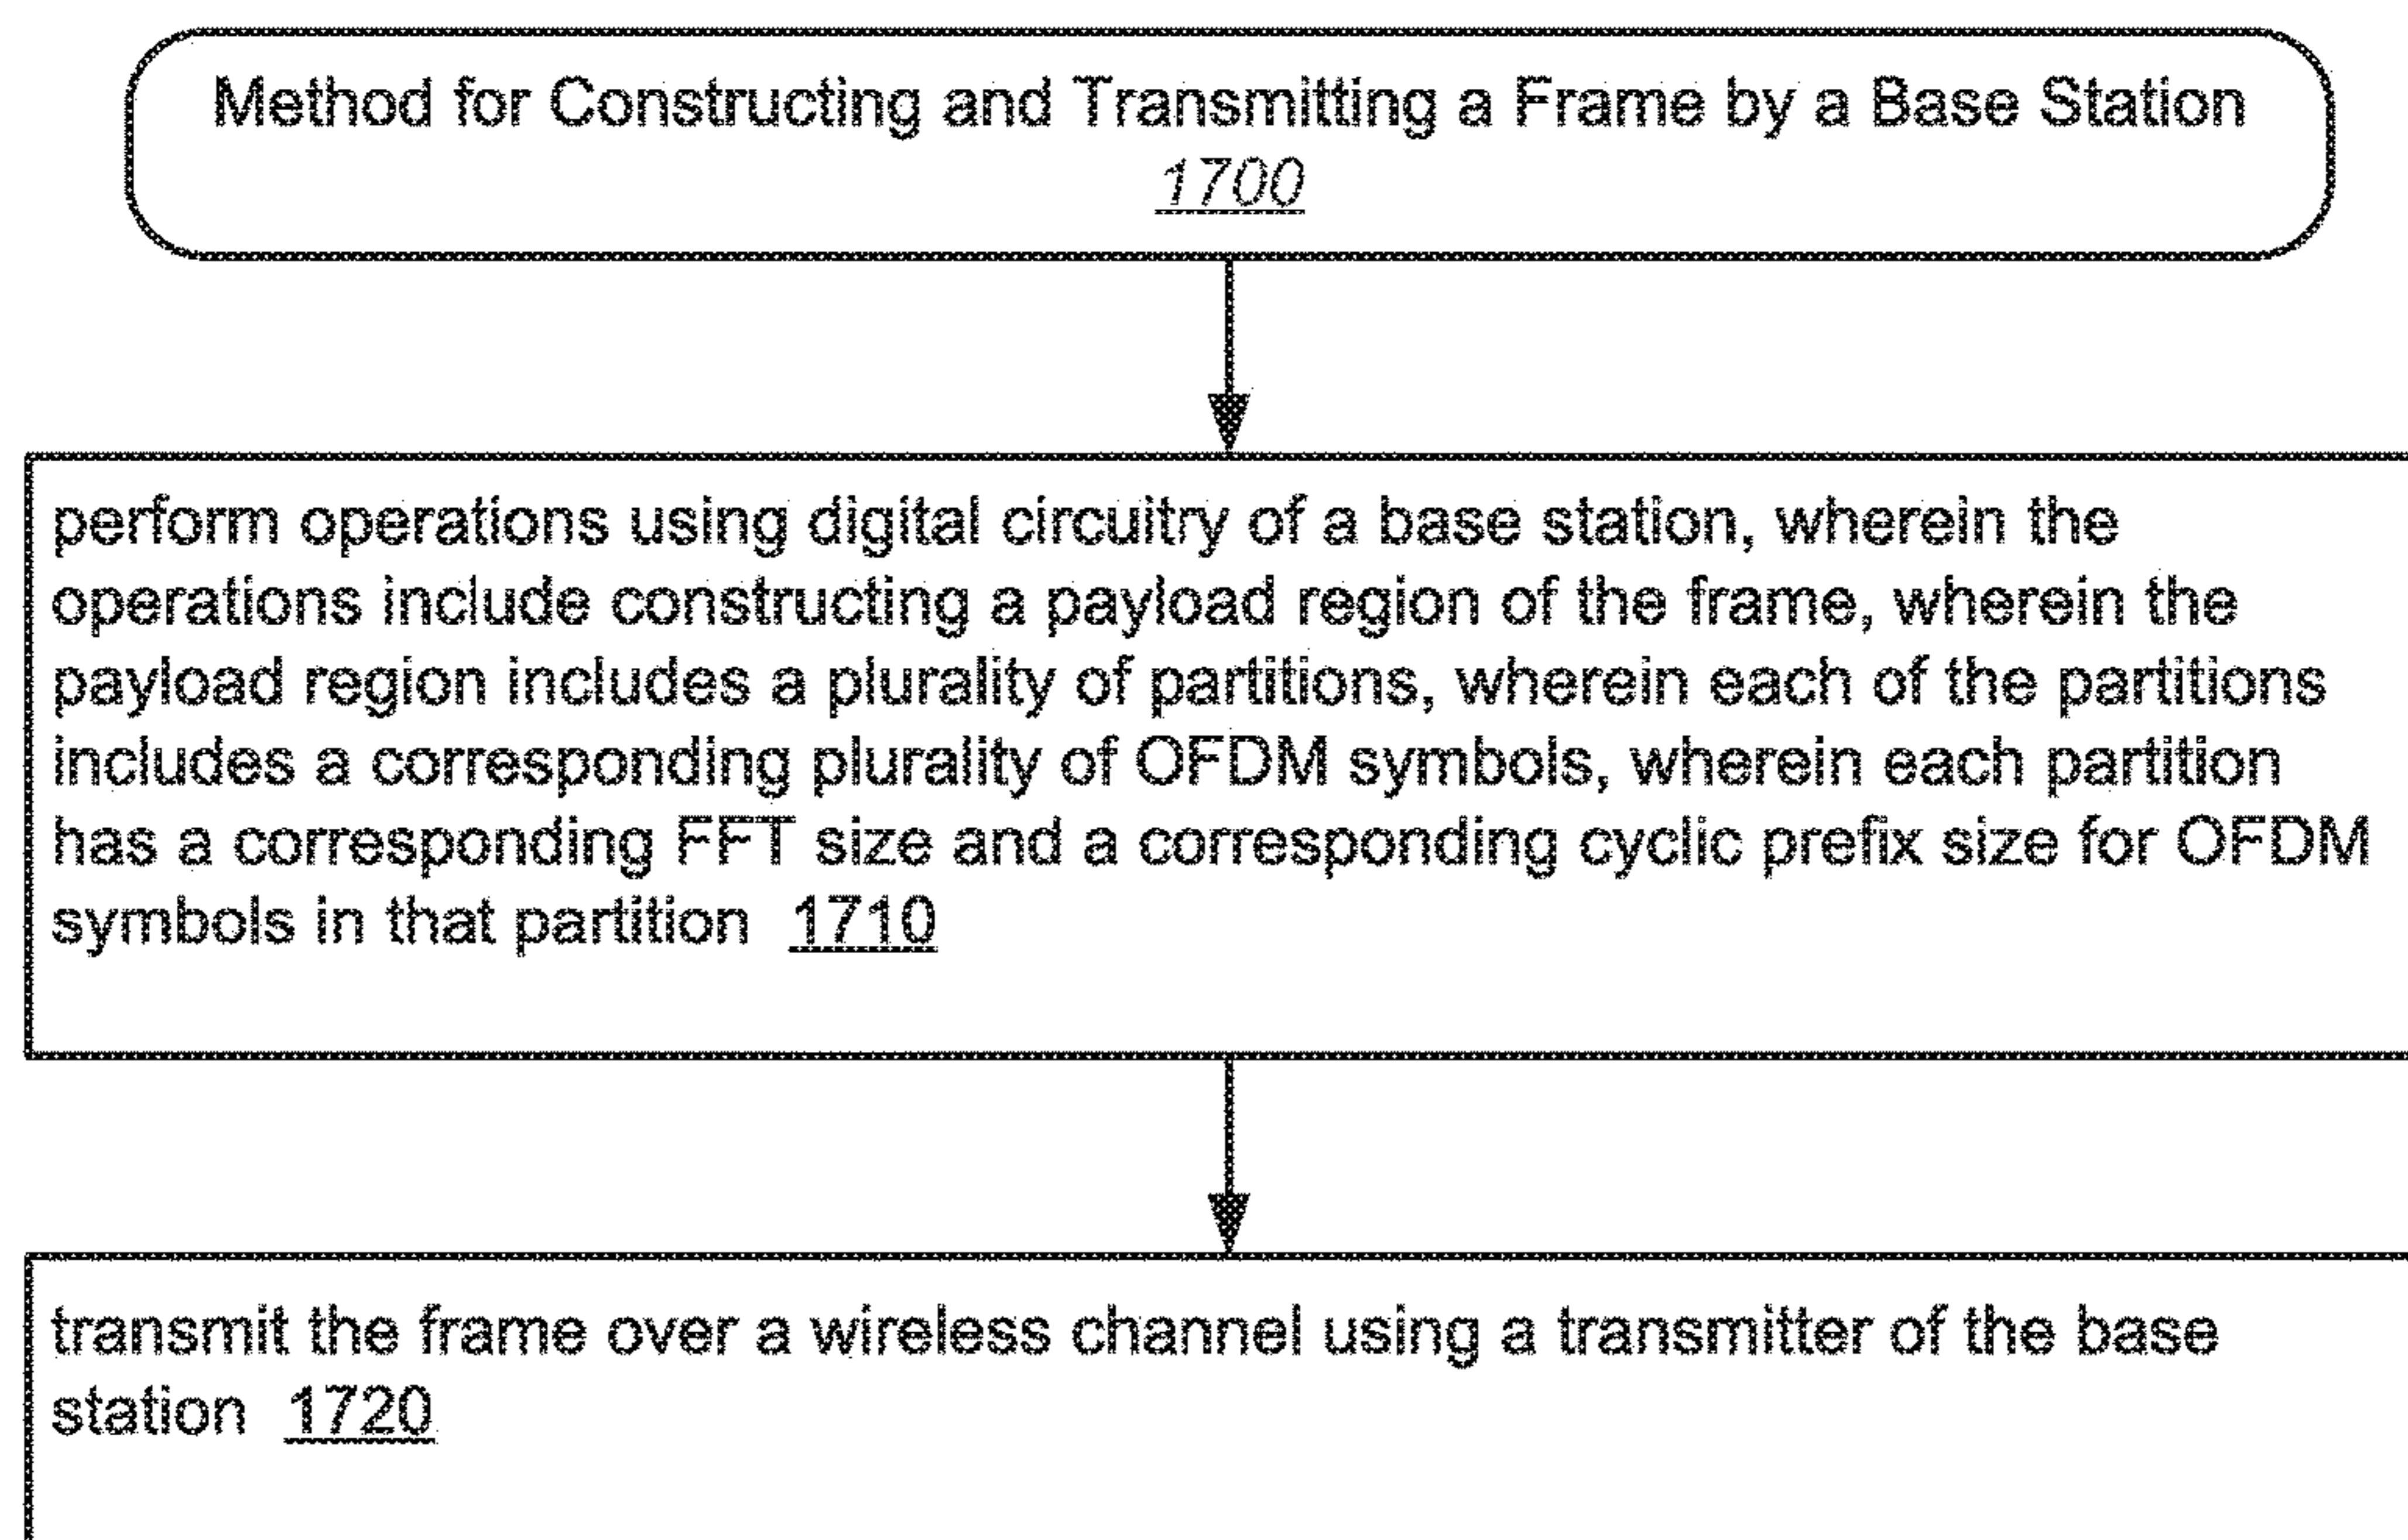 Method for Constructing and Transmitting a Frame by a Base Station
1700
perform operations using digital circuitry of a base station, wherein the
operations include constructing a payload region of the frame, wherein the
payload region includes a plurality of partitions, wherein each of the partitions
includes a corresponding plurality of OFDM symbols, wherein each partition
has a corresponding FFT size and a corresponding cyclic prefix size for OFDM
symbols in that partition 1710
transmit the frame over a wireless channel using a transmitter of the base
station 1720